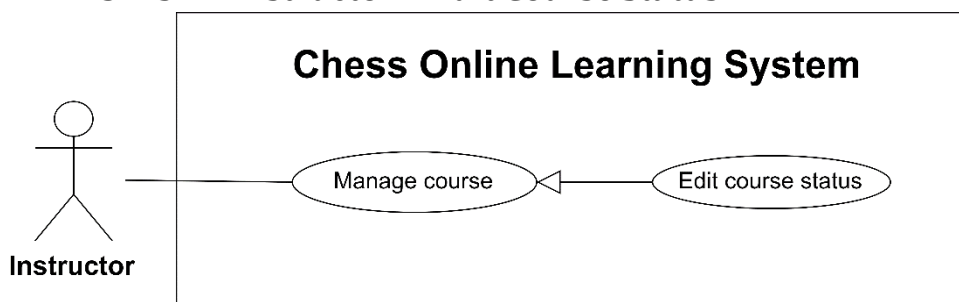 Chess Online Learning System
Manage course
Edit course status
Instructor